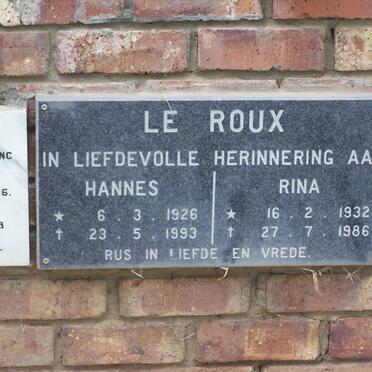 LE ROUX
IN LIEFDEVOLLE HERINNERING AA
HANNES RINA
★ 6 . 3 . 1926 ★ 16 . 2 . 1932
† 23 . 5 . 1993 † 27 . 7 . 1986
RUS IN LIEFDE EN VREDE.